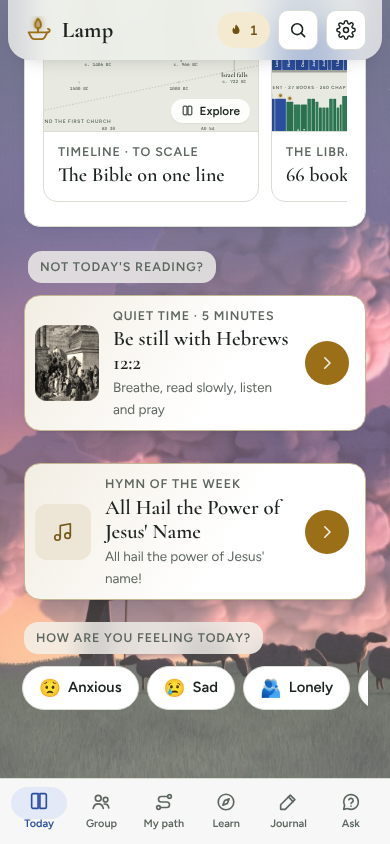 Lamp
1
c. 1406 BC
c. 966 BC
Israel falls
c. 722 BC
1500 BC
1000 BC
Explore
ND THE FIRST CHURCH
AD 30
AD 54
ENT · 27 BOOKS · 260 CHAP
TIMELINE · TO SCALE
The Bible on one line
THE LIBRA
66 book
NOT TODAY'S READING?
QUIET TIME · 5 MINUTES
Be still with Hebrews
12:2
Breathe, read slowly, listen
and pray
HYMN OF THE WEEK
All Hail the Power of
Jesus' Name
All hail the power of Jesus'
name!
HOW ARE YOU FEELING TODAY?
Anxious
Sad
Lonely
Today
Group
My path
Learn
Journal
Ask